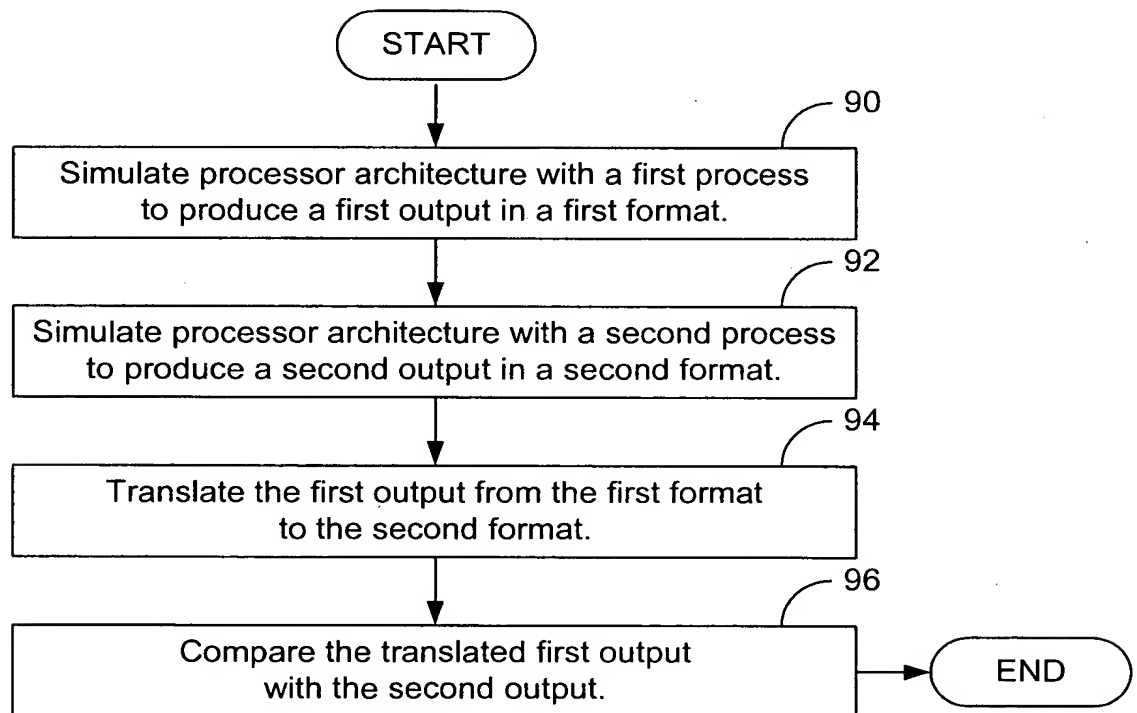 START
90
Simulate processor architecture with a first process
to produce a first output in a first format.
92
Simulate processor architecture with a second process
to produce a second output in a second format.
94
Translate the first output from the first format
to the second format.
96
Compare the translated first output
with the second output.
END